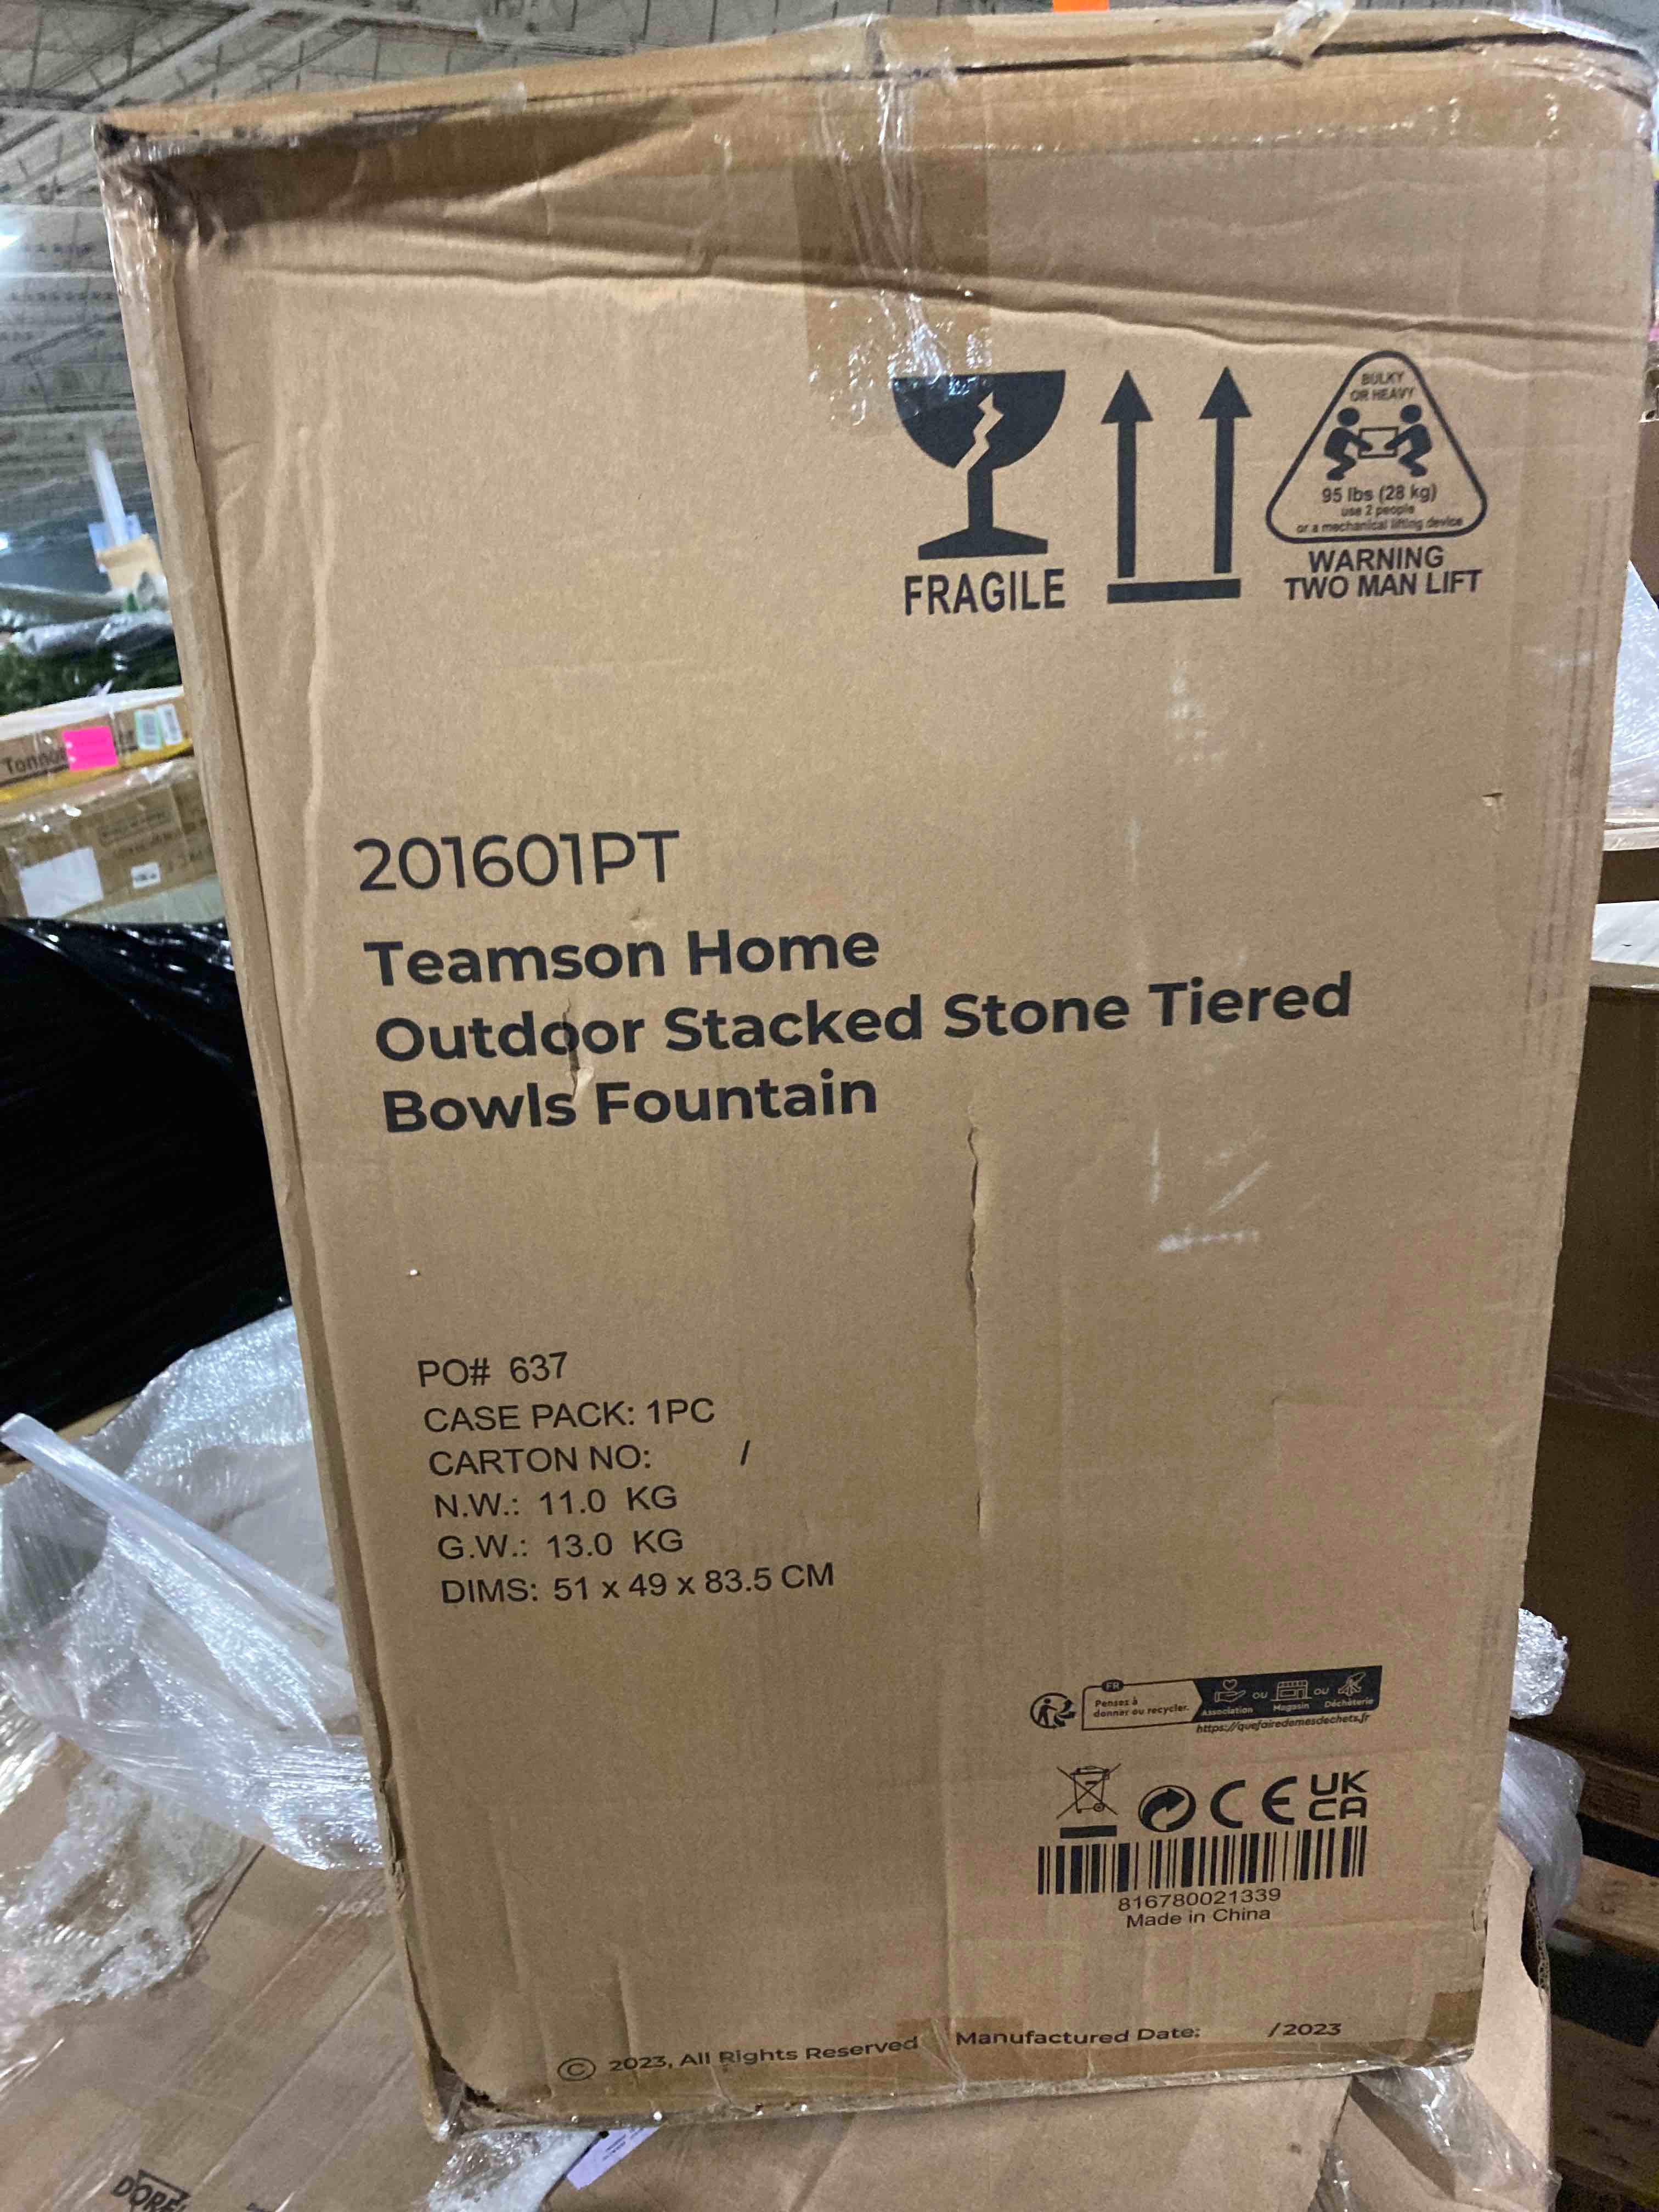 BULKY
OR HEAVY
95 lbs (28 kg)
use 2 people
or a mechanical lifting device
FRAGILE
WARNING
TWO MAN LIFT
201601PT
Teamson Home
Outdoor Stacked Stone Tiered
Bowls Fountain
PO# 637
CASE PACK: 1PC
CARTON NO: /
N.W.: 11.0 KG
G.W.: 13.0 KG
DIMS: 51 x 49 x 83.5 CM
FR
Pensez à
donner ou recycler.
Association OU Magasin OU Déchèterie
https://quefairedemesdechets.fr
CE UK
CA
816780021339
Made in China
© 2023, All Rights Reserved Manufactured Date: /2023